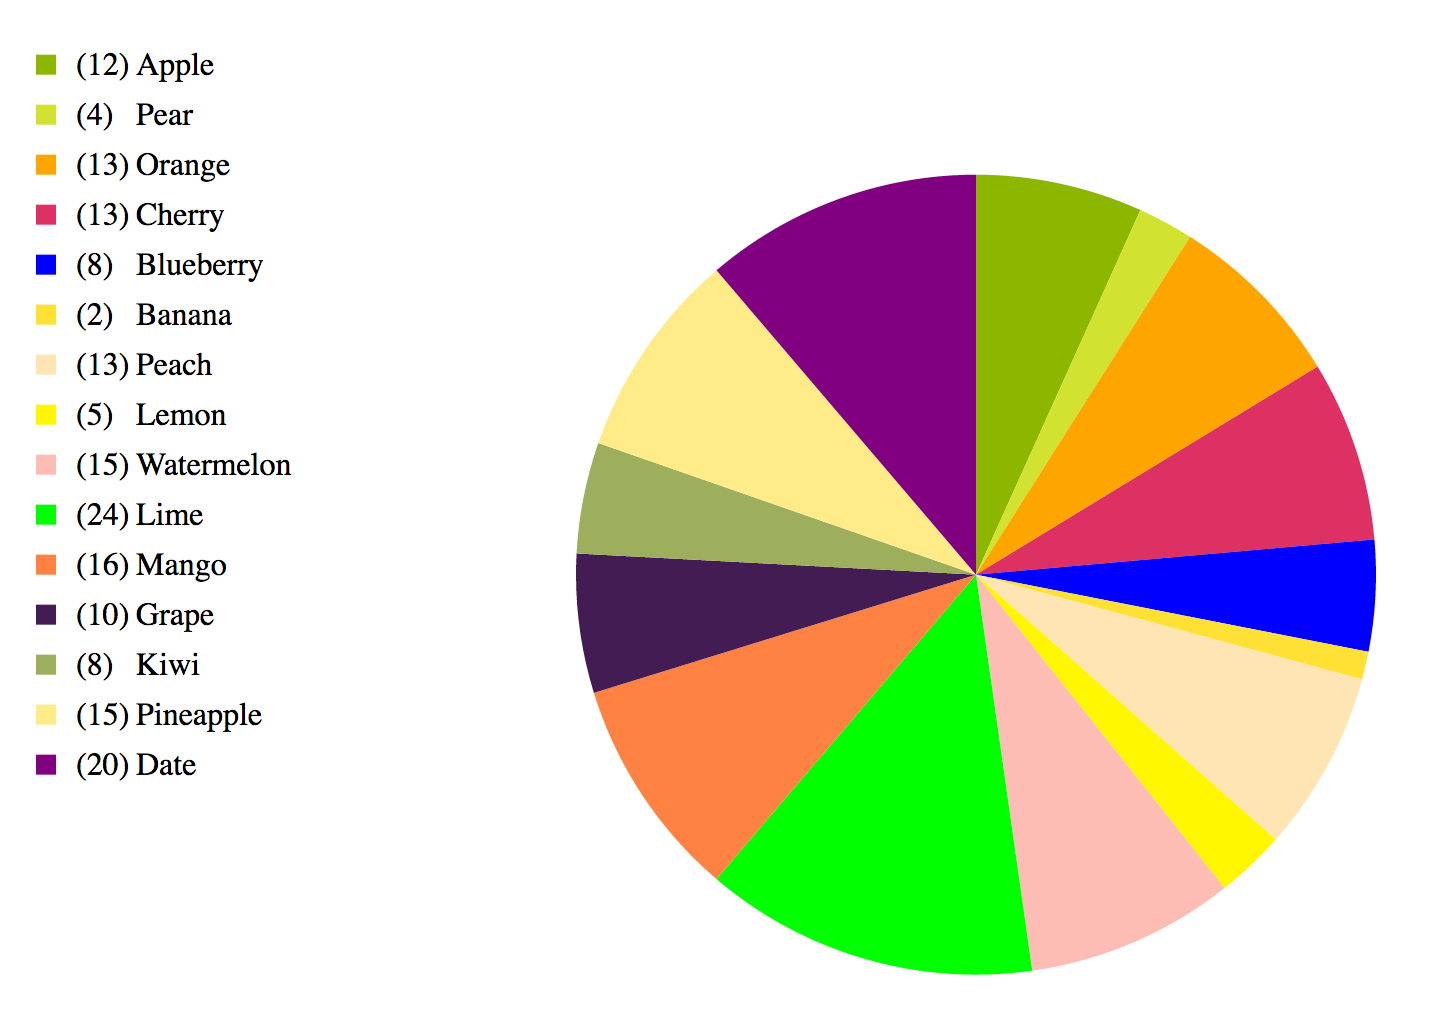 (12) Apple
(4) Pear
(13) Orange
(13) Cherry
(8) Blueberry
(2) Banana
(13) Peach
(5) Lemon
(15) Watermelon
(24) Lime
(16) Mango
(10) Grape
(8) Kiwi
(15) Pineapple
(20) Date